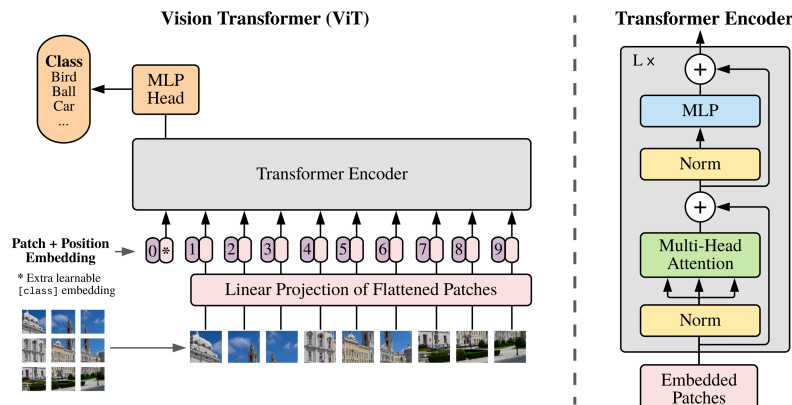 Vision Transformer (ViT)
Class
Bird
Ball
Car
...
MLP
Head
Transformer Encoder
Patch + Position
Embedding
0 * 1 2 3 4 5 6 7 8 9
* Extra learnable
[class] embedding
Linear Projection of Flattened Patches
Transformer Encoder
L ×
+
MLP
Norm
+
Multi-Head
Attention
Norm
Embedded
Patches